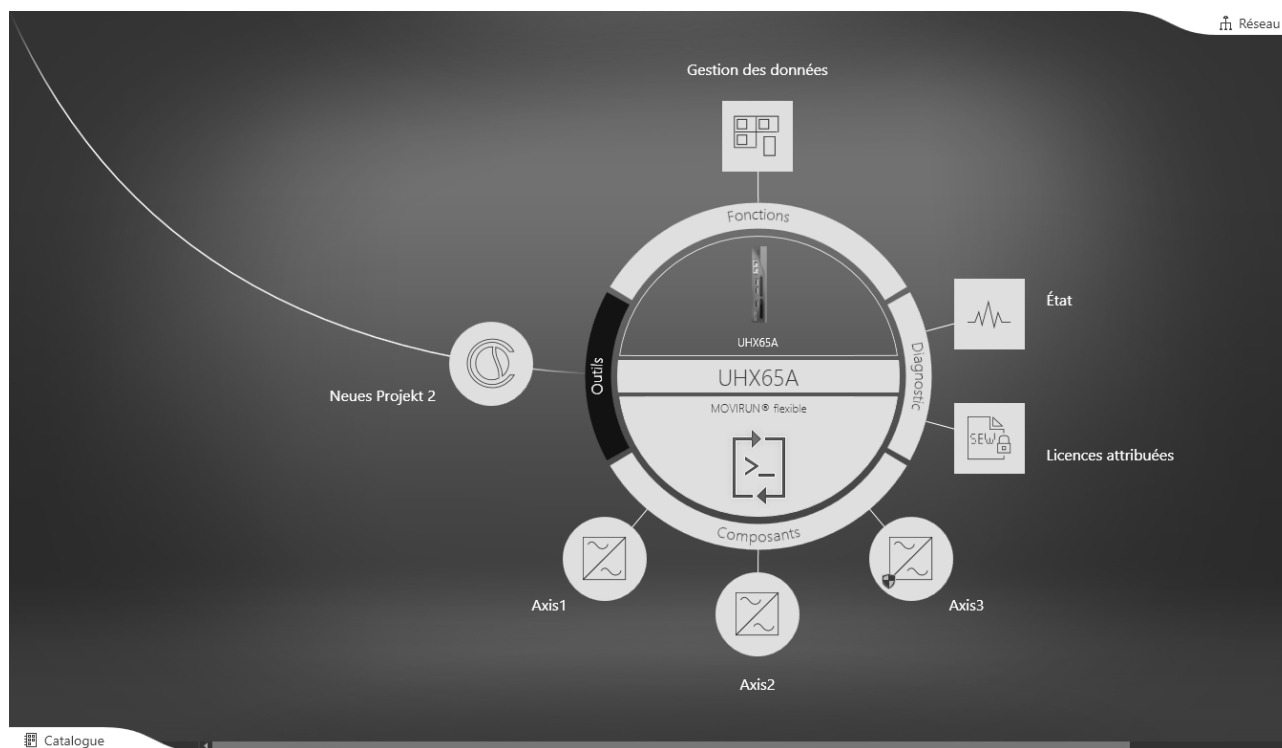 Réseau
Gestion des données
Fonctions
UHX65A
État
Outils
UHX65A
Diagnostic
Neues Projekt 2
MOVIRUN® flexible
SEW
Licences attribuées
>_
Composants
Axis1
Axis3
Axis2
Catalogue